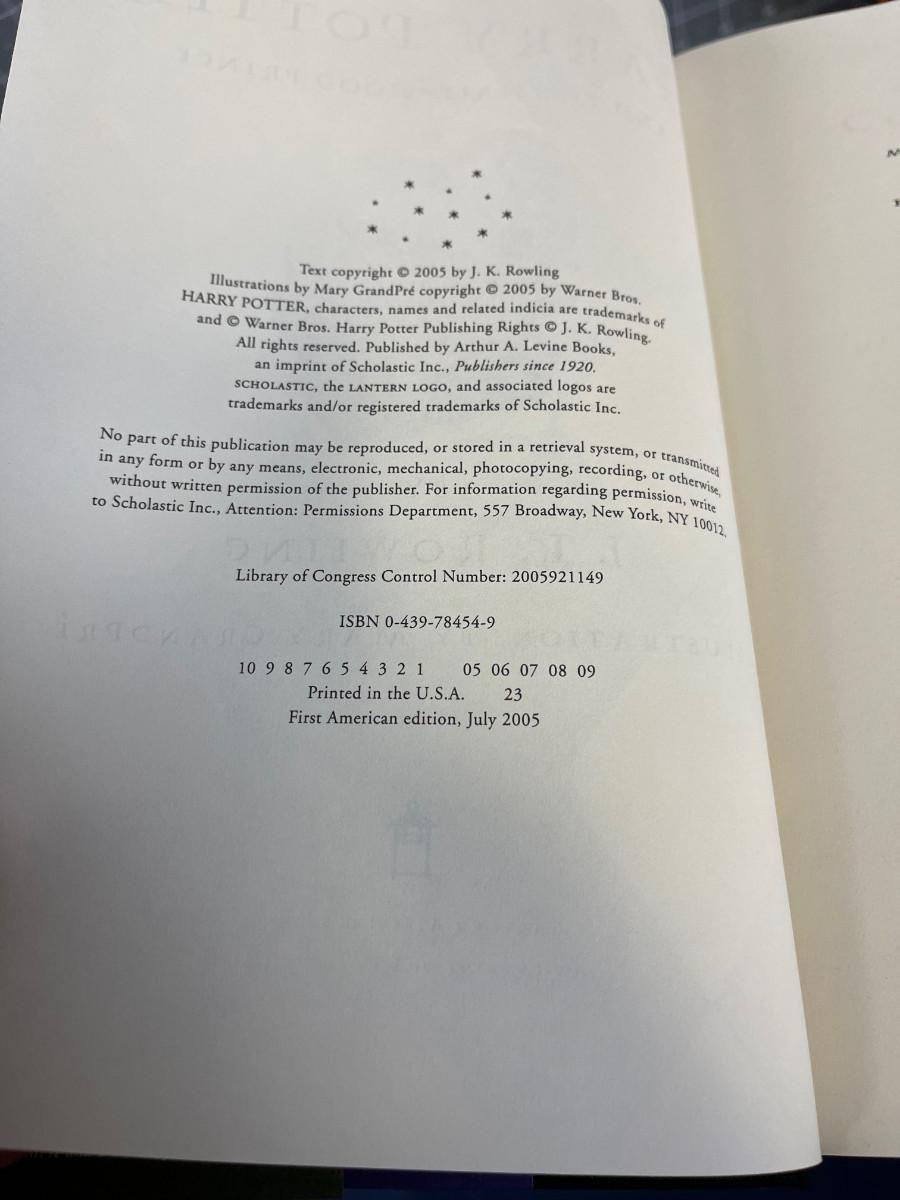 Text copyright © 2005 by J. K. Rowling
Illustrations by Mary GrandPré copyright © 2005 by Warner Bros.
HARRY POTTER, characters, names and related indicia are trademarks of
and © Warner Bros. Harry Potter Publishing Rights © J. K. Rowling.
All rights reserved. Published by Arthur A. Levine Books,
an imprint of Scholastic Inc., Publishers since 1920.
SCHOLASTIC, the LANTERN LOGO, and associated logos are
trademarks and/or registered trademarks of Scholastic Inc.
No part of this publication may be reproduced, or stored in a retrieval system, or transmitted
in any form or by any means, electronic, mechanical, photocopying, recording, or otherwise,
without written permission of the publisher. For information regarding permission, write
to Scholastic Inc., Attention: Permissions Department, 557 Broadway, New York, NY 10012.
Library of Congress Control Number: 2005921149
ISBN 0-439-78454-9
10 9 8 7 6 5 4 3 2 1 05 06 07 08 09
Printed in the U.S.A. 23
First American edition, July 2005